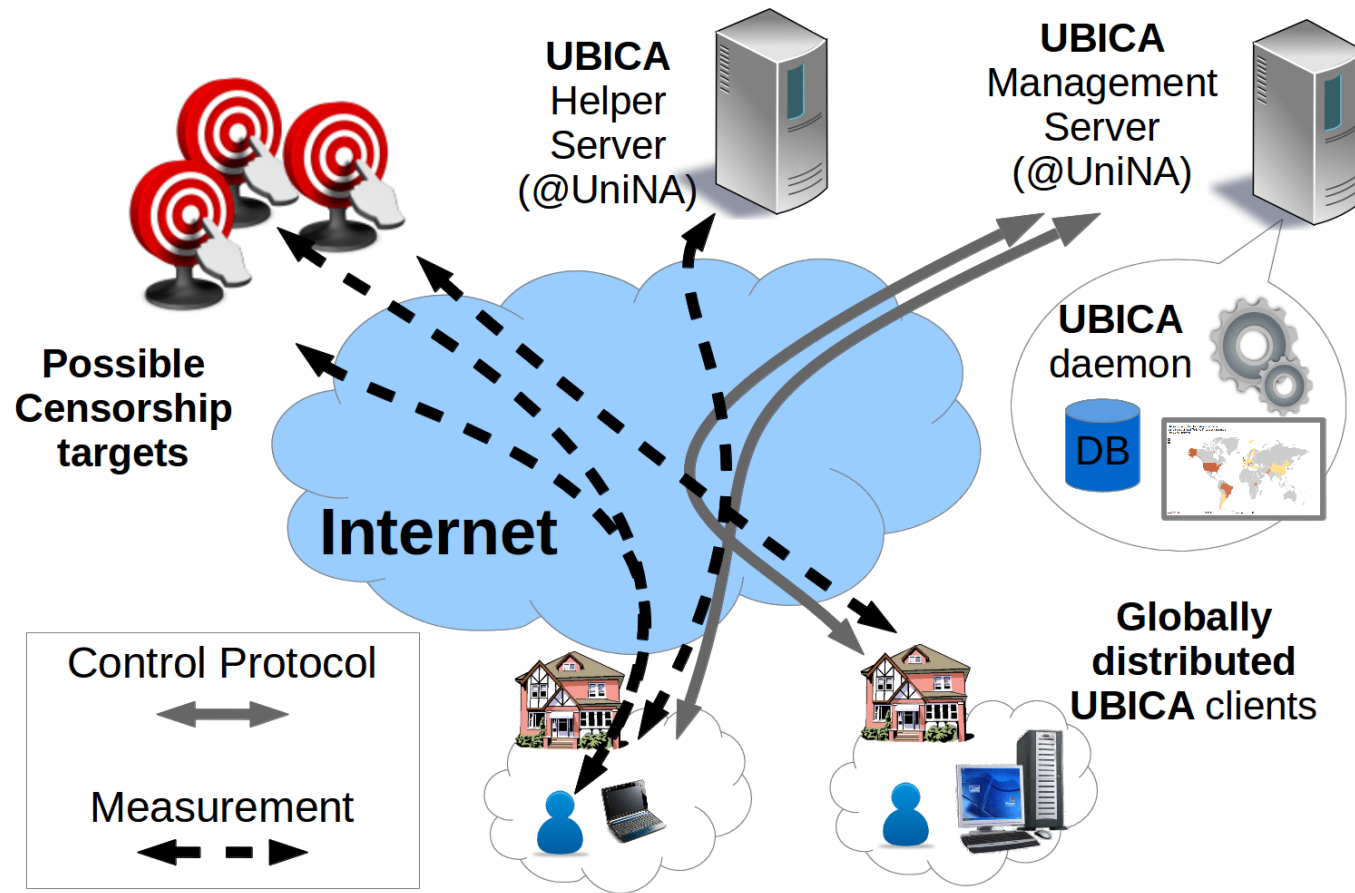 UBICA
Helper
Server
(@UniNA)
UBICA
Management
Server
(@UniNA)
Possible
Censorship
targets
UBICA
daemon
DB
Internet
Globally
distributed
UBICA clients
Control Protocol
Measurement